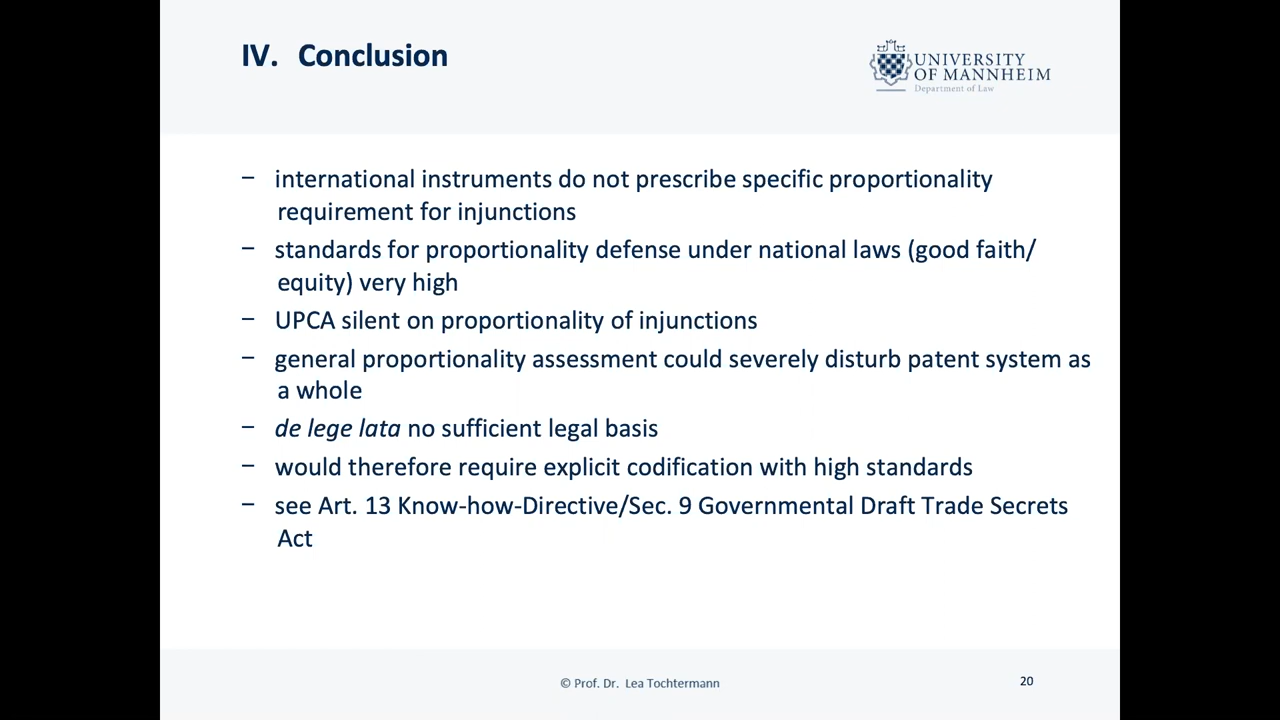 IV. Conclusion
UNIVERSITY
OF MANNHEIM
Department of Law
– international instruments do not prescribe specific proportionality
requirement for injunctions
– standards for proportionality defense under national laws (good faith/
equity) very high
– UPCA silent on proportionality of injunctions
– general proportionality assessment could severely disturb patent system as
a whole
– de lege lata no sufficient legal basis
– would therefore require explicit codification with high standards
– see Art. 13 Know-how-Directive/Sec. 9 Governmental Draft Trade Secrets
Act
© Prof. Dr. Lea Tochtermann
20